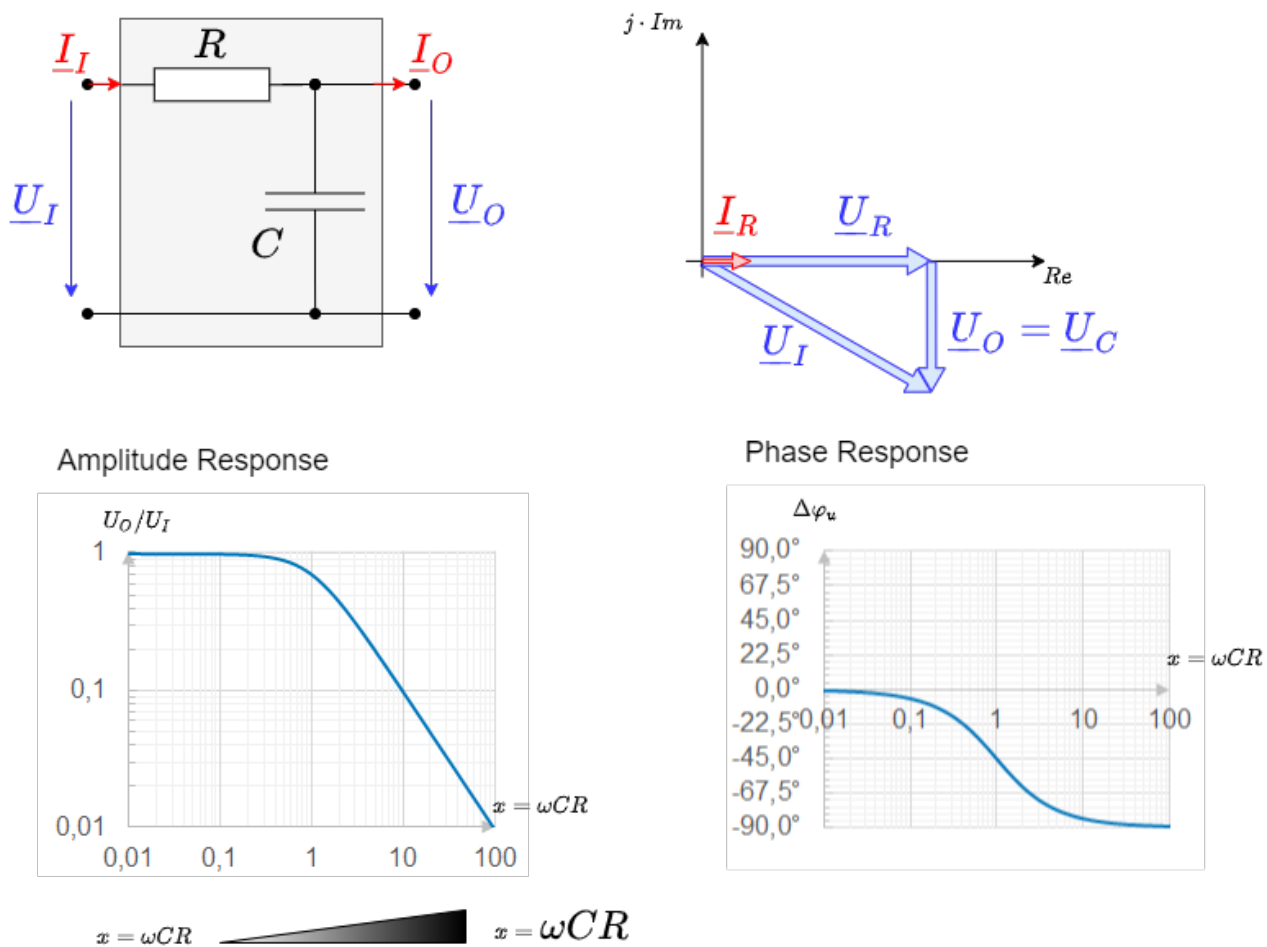 I_I
R
I_O
U_I
C
U_O
j · Im
I_R
U_R
Re
U_I
U_O = U_C
Amplitude Response
U_O/U_I
1
0,1
0,01
0,01 0,1 1 10 100
x = ωCR
x = ωCR
x = ωCR
Phase Response
Δφ_u
90,0°
67,5°
45,0°
22,5°
0,0°
-22,5°
-45,0°
-67,5°
-90,0°
0,01 0,1 1 10 100
x = ωCR